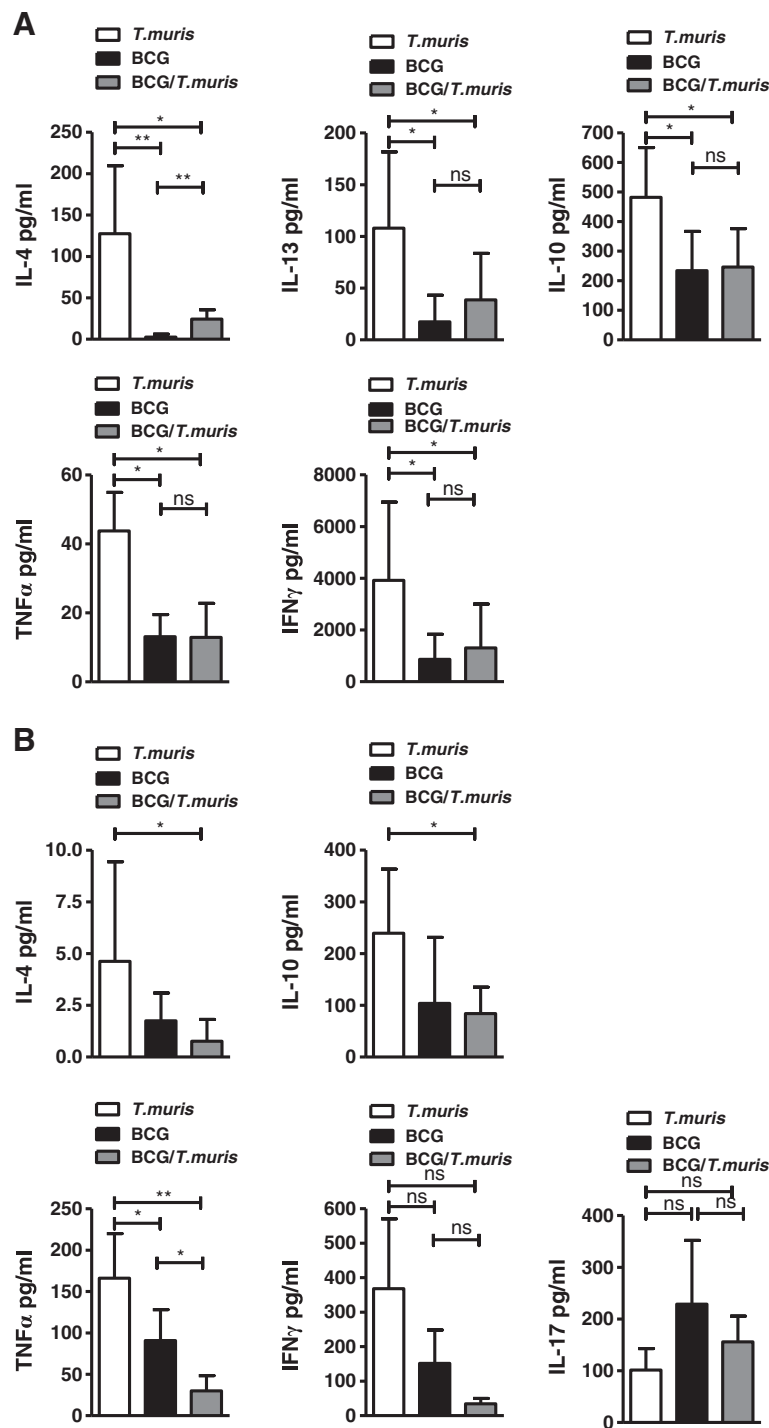 A
T.muris
BCG
BCG/T.muris
*
**
**
250
200
150
100
50
0
IL-4 pg/ml
T.muris
BCG
BCG/T.muris
*
*
ns
200
150
100
50
0
IL-13 pg/ml
T.muris
BCG
BCG/T.muris
*
*
ns
700
600
500
400
300
200
100
0
IL-10 pg/ml
T.muris
BCG
BCG/T.muris
*
*
ns
60
40
20
0
TNFα pg/ml
T.muris
BCG
BCG/T.muris
*
*
ns
8000
6000
4000
2000
0
IFNγ pg/ml
B
T.muris
BCG
BCG/T.muris
*
10.0
7.5
5.0
2.5
0.0
IL-4 pg/ml
T.muris
BCG
BCG/T.muris
*
400
300
200
100
0
IL-10 pg/ml
T.muris
BCG
BCG/T.muris
**
*
*
250
200
150
100
50
0
TNFα pg/ml
T.muris
BCG
BCG/T.muris
ns
ns
ns
600
500
400
300
200
100
0
IFNγ pg/ml
T.muris
BCG
BCG/T.muris
ns
ns
ns
400
300
200
100
0
IL-17 pg/ml